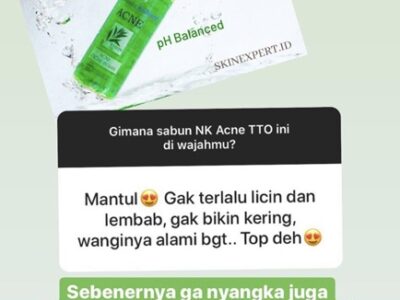 ACNE
pH Balanced
SKINEXPERT.ID
Gimana sabun NK Acne TTO ini
di wajahmu?
Mantul😍 Gak terlalu licin dan
lembab, gak bikin kering,
wanginya alami bgt.. Top deh😍
Sebenernya ga nyangka juga